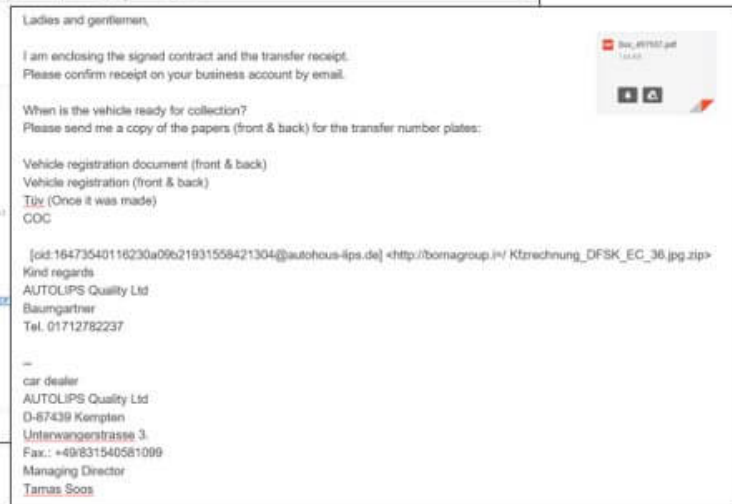 Ladies and gentlemen,
I am enclosing the signed contract and the transfer receipt.
Please confirm receipt on your business account by email.
When is the vehicle ready for collection?
Please send me a copy of the papers (front & back) for the transfer number plates:
Vehicle registration document (front & back)
Vehicle registration (front & back)
Tüv (Once it was made)
COC
[cid:16473540116230a09b21931558421304@autohous-lips.de] <http://bornagroup.i=/ Kfzrechnung_DFSK_EC_36.jpg.zip>
Kind regards
AUTOLIPS Quality Ltd
Baumgartner
Tel. 01712782237
--
car dealer
AUTOLIPS Quality Ltd
D-87439 Kempten
Unterwangerstrasse 3.
Fax.: +49/831540581099
Managing Director
Tamas Soos